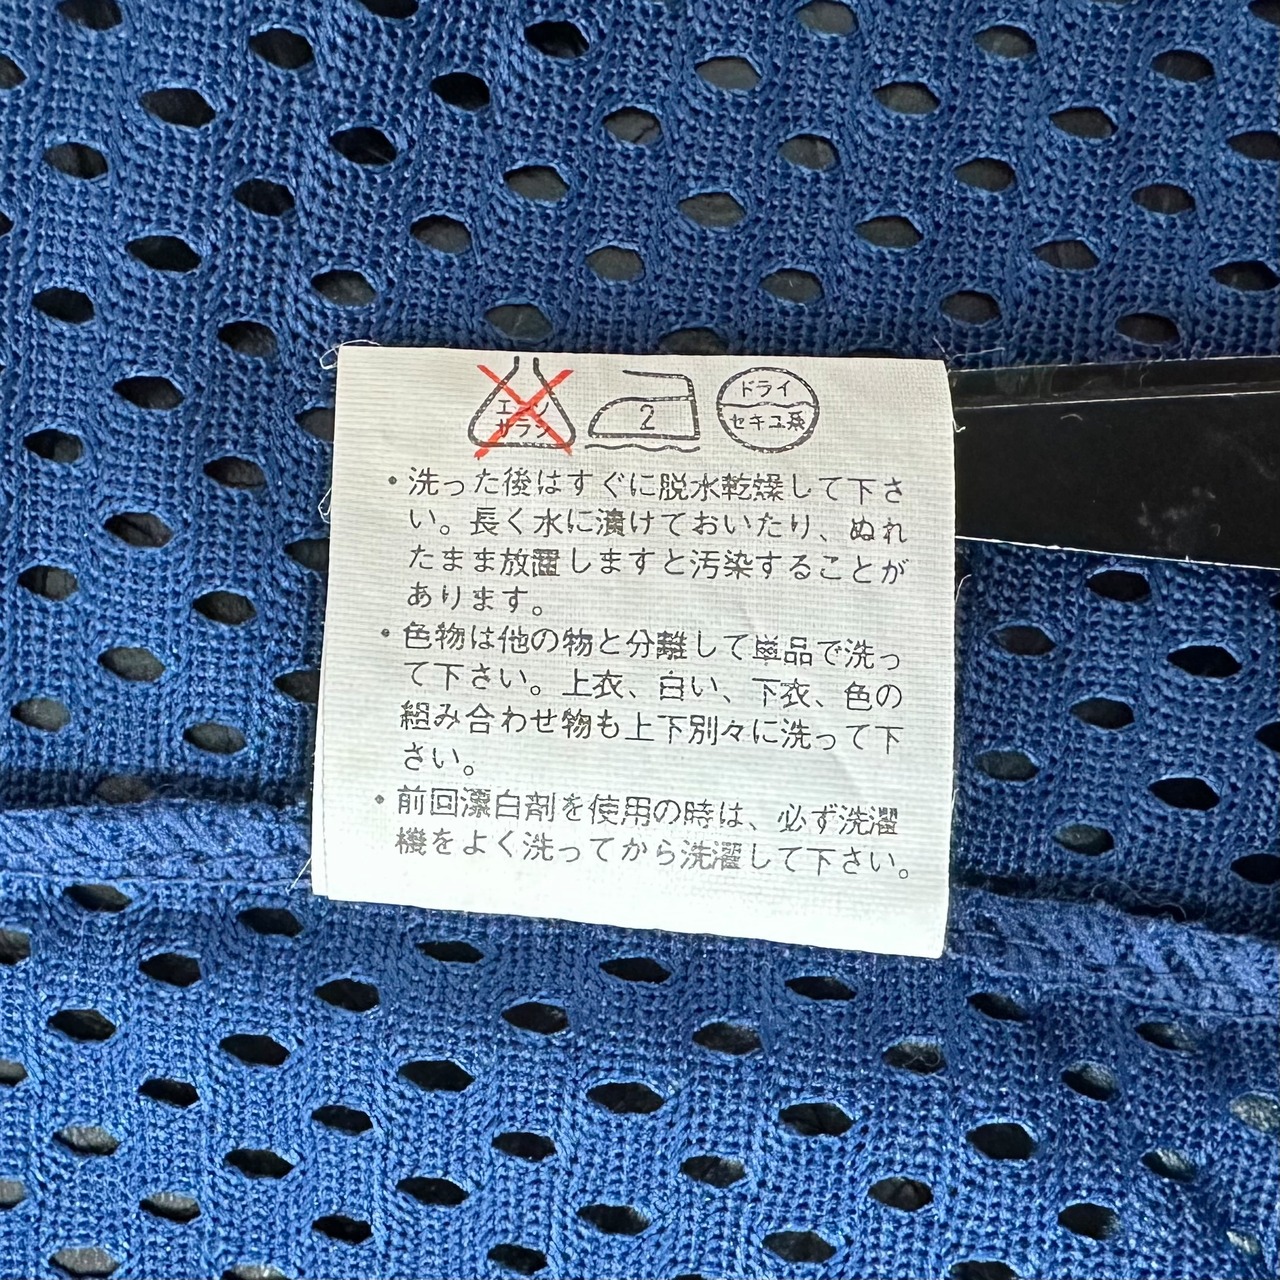 エンソ
サラシ
2
ドライ
セキユ系
・洗った後はすぐに脱水乾燥して下さ
い。長く水に漬けておいたり、ぬれ
たまま放置しますと汚染することが
あります。
・色物は他の物と分離して単品で洗っ
て下さい。上衣、白い、下衣、色の
組み合わせ物も上下別々に洗って下
さい。
・前回漂白剤を使用の時は、必ず洗濯
機をよく洗ってから洗濯して下さい。